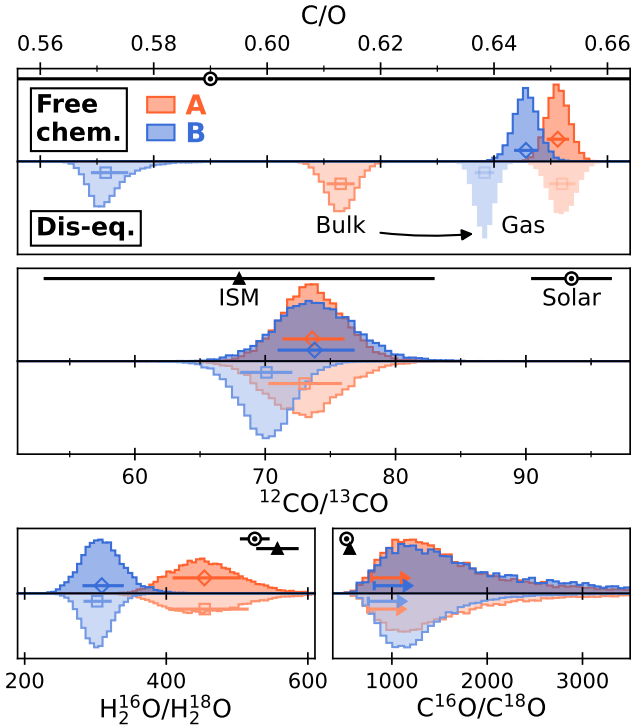 C/O
0.56 0.58 0.60 0.62 0.64 0.66
Free
chem.
A
B
Dis-eq.
Bulk
Gas
ISM
Solar
60 70 80 90
¹²CO/¹³CO
200 400 600
H₂¹⁶O/H₂¹⁸O
1000 2000 3000
C¹⁶O/C¹⁸O